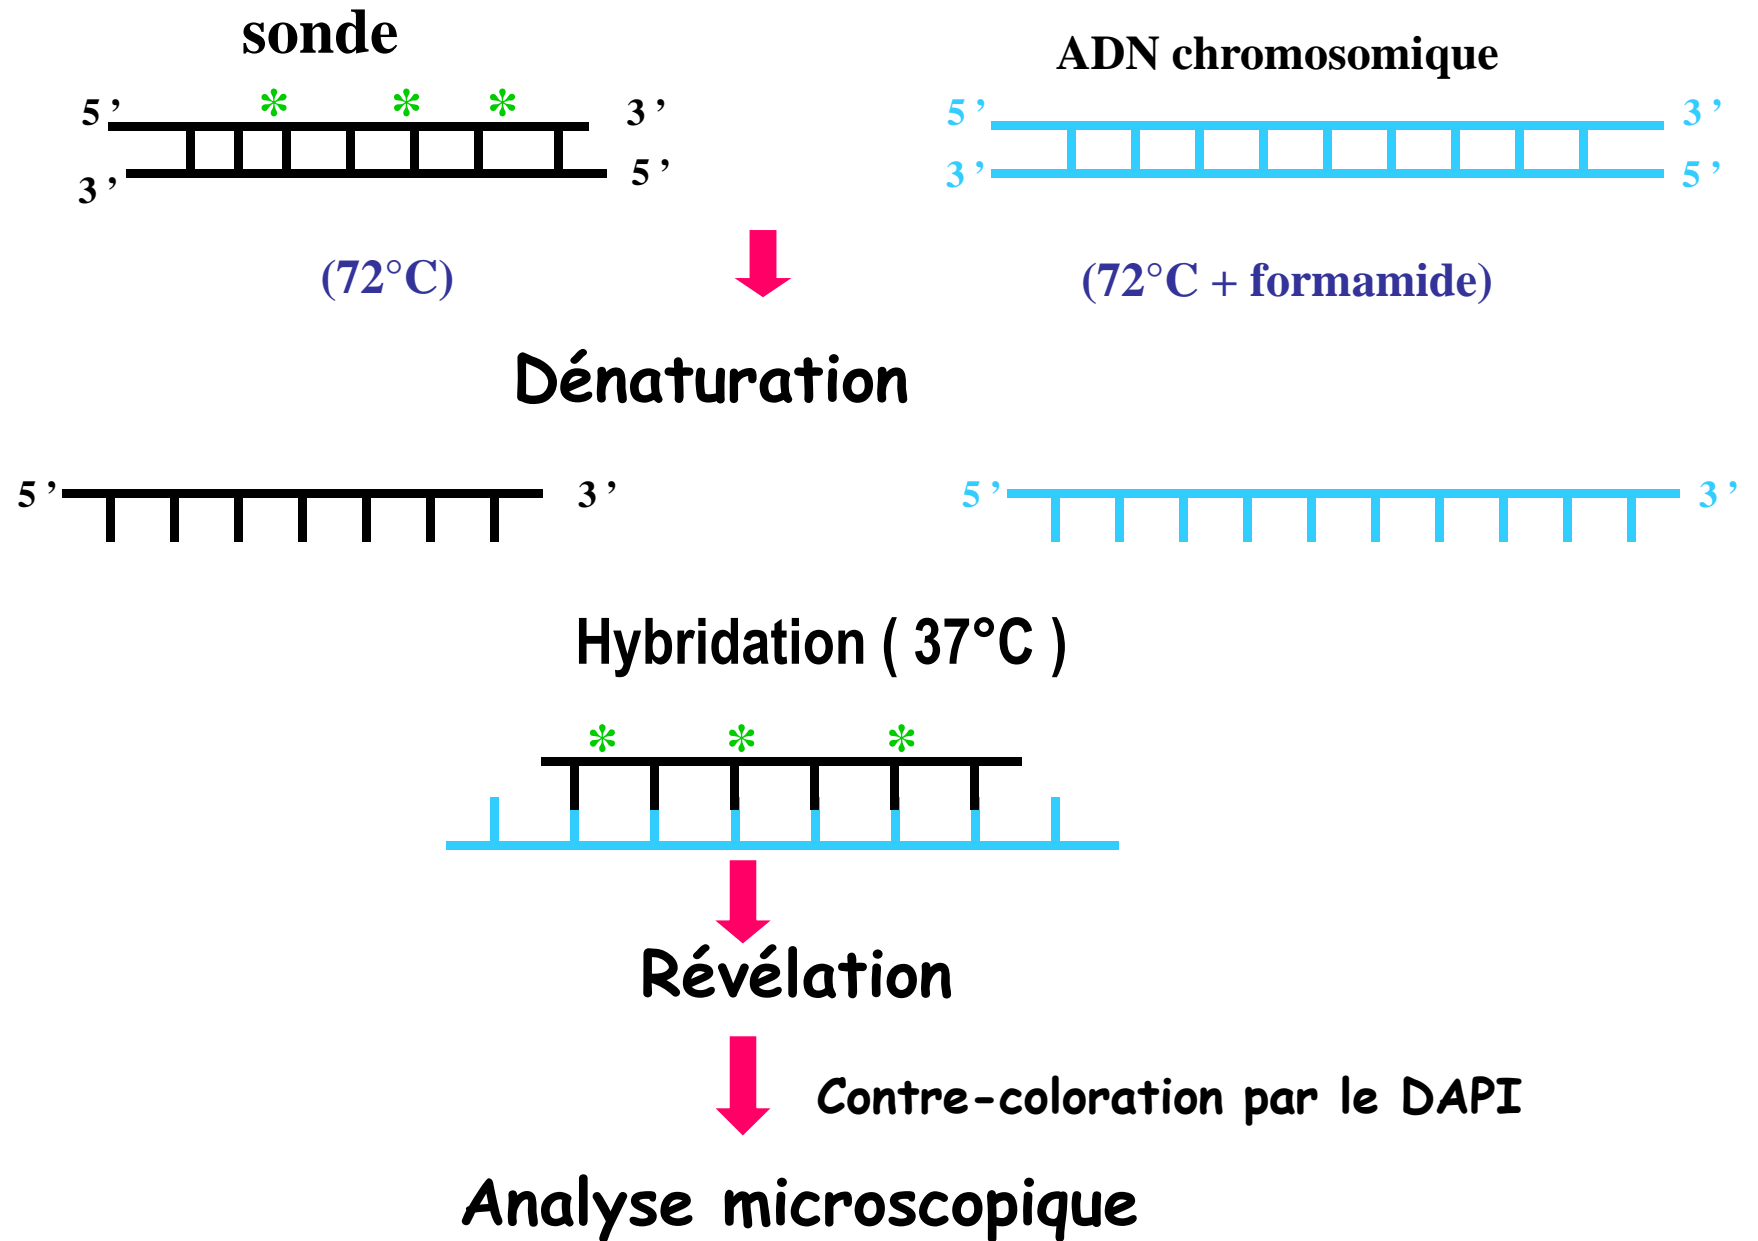 sonde
ADN chromosomique
5 ’ * * * 3 ’
5 ’ 3 ’
3 ’ 5 ’
3 ’ 5 ’
(72°C)
(72°C + formamide)
Dénaturation
5 ’ 3 ’
5 ’ 3 ’
Hybridation ( 37°C )
* * *
Révélation
Contre-coloration par le DAPI
Analyse microscopique